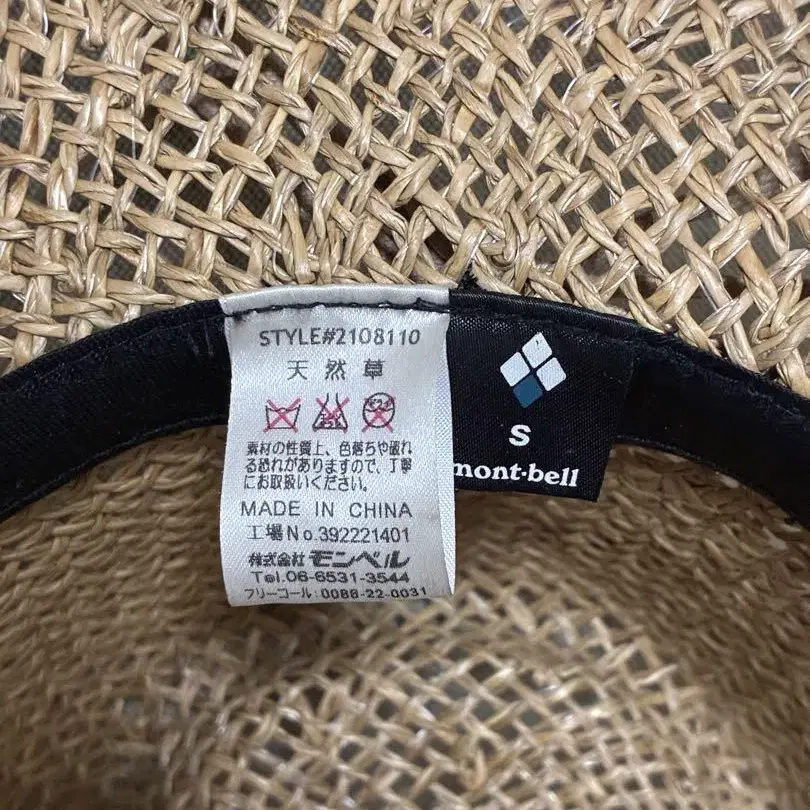 STYLE#2108110
天然草
素材の性質上、色落ちや破れ
る恐れがありますので、丁寧
にお取扱いください。
MADE IN CHINA
工場No.392221401
株式会社 モンベル
Tel.06-6531-3544
フリーコール:0088-22-0031
S
mont-bell